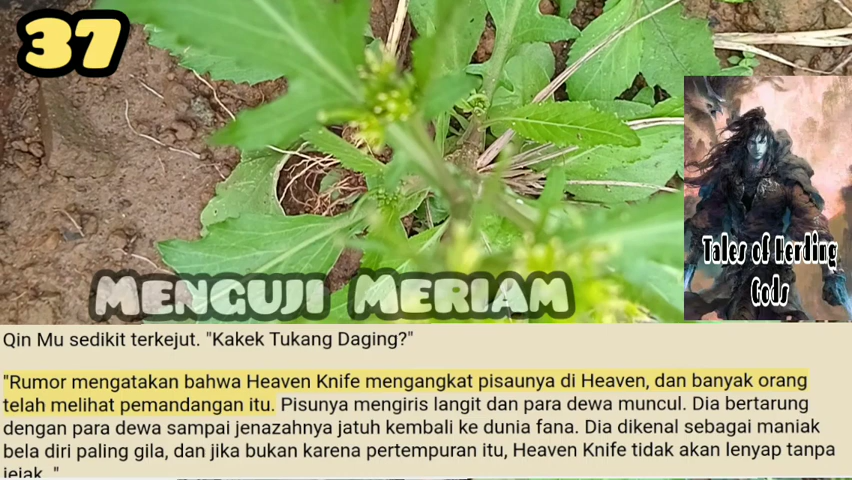 37
Tales of Herding
Gods
MENGUJI MERIAM
Qin Mu sedikit terkejut. "Kakek Tukang Daging?"
"Rumor mengatakan bahwa Heaven Knife mengangkat pisaunya di Heaven, dan banyak orang
telah melihat pemandangan itu. Pisunya mengiris langit dan para dewa muncul. Dia bertarung
dengan para dewa sampai jenazahnya jatuh kembali ke dunia fana. Dia dikenal sebagai maniak
bela diri paling gila, dan jika bukan karena pertempuran itu, Heaven Knife tidak akan lenyap tanpa
jejak. "